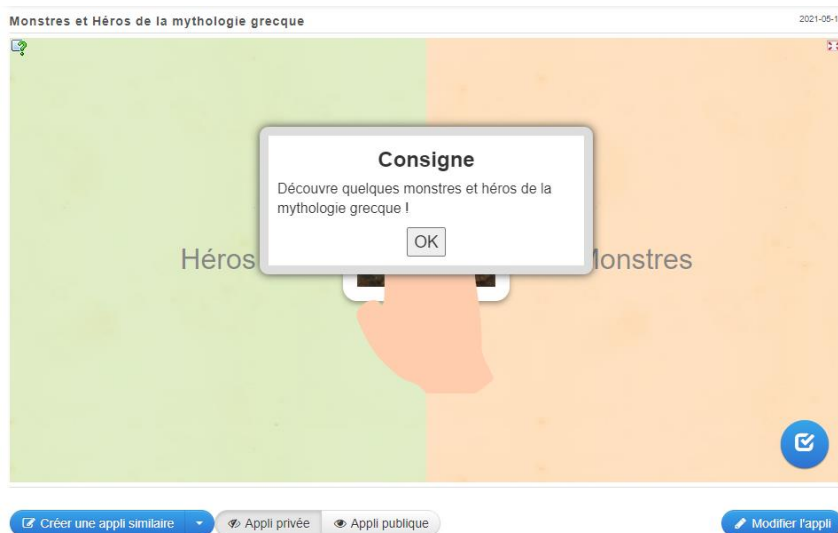 Monstres et Héros de la mythologie grecque
2021-05-1
Consigne
Découvre quelques monstres et héros de la
mythologie grecque !
OK
Héros
Monstres
Créer une appli similaire
Appli privée
Appli publique
Modifier l'appli